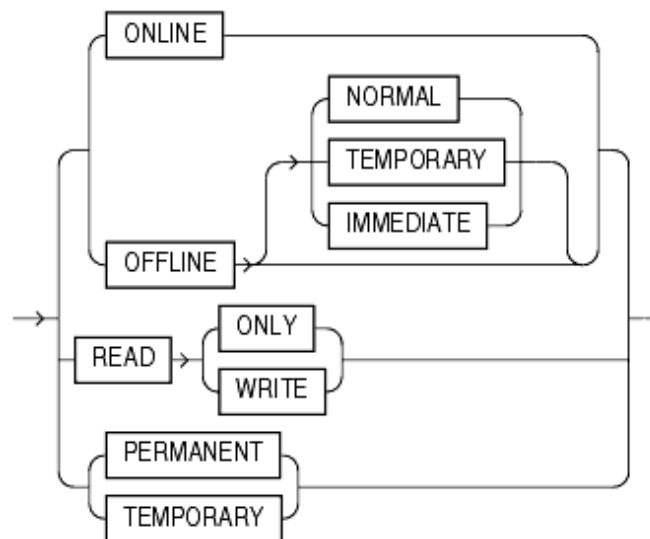 ONLINE
NORMAL
TEMPORARY
IMMEDIATE
OFFLINE
ONLY
READ
WRITE
PERMANENT
TEMPORARY